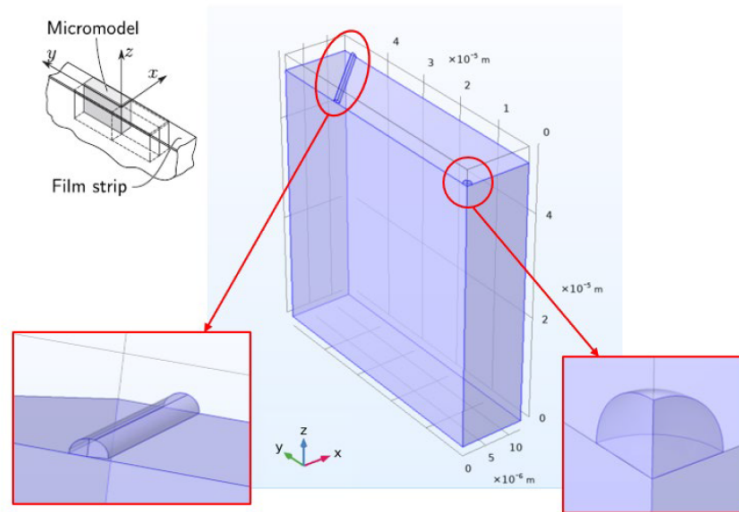 Micromodel
z
y
x
Film strip
4
3
×10⁻⁵ m
2
1
0
4
×10⁻⁵ m
2
0
z
y
x
0
5
10
×10⁻⁶ m